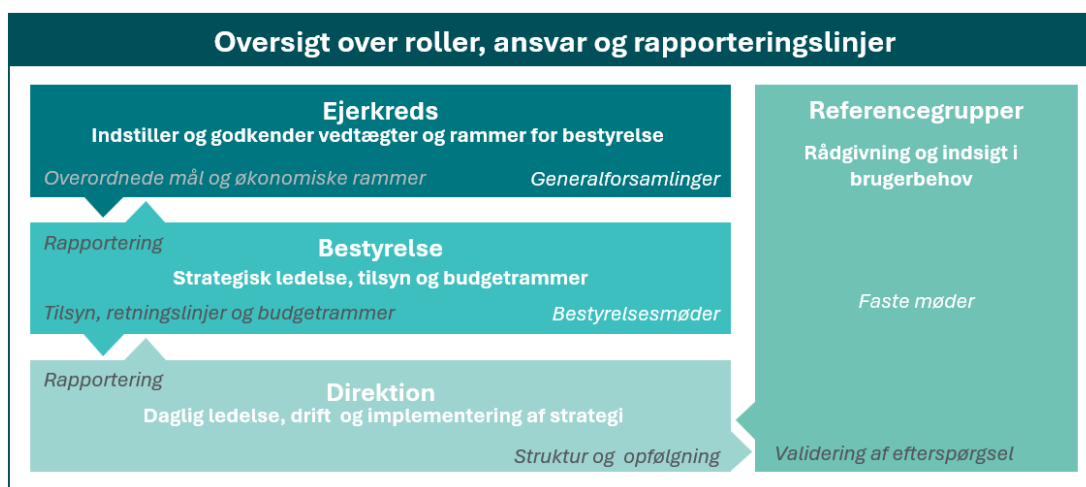 Oversigt over roller, ansvar og rapporteringslinjer
Ejerkreds
Indstiller og godkender vedtægter og rammer for bestyrelse
Overordnede mål og økonomiske rammer
Generalforsamlinger
Rapportering
Bestyrelse
Strategisk ledelse, tilsyn og budgetrammer
Tilsyn, retningslinjer og budgetrammer
Bestyrelsesmøder
Rapportering
Direktion
Daglig ledelse, drift og implementering af strategi
Struktur og opfølgning
Referencegrupper
Rådgivning og indsigt i
brugerbehov
Faste møder
Validering af efterspørgsel